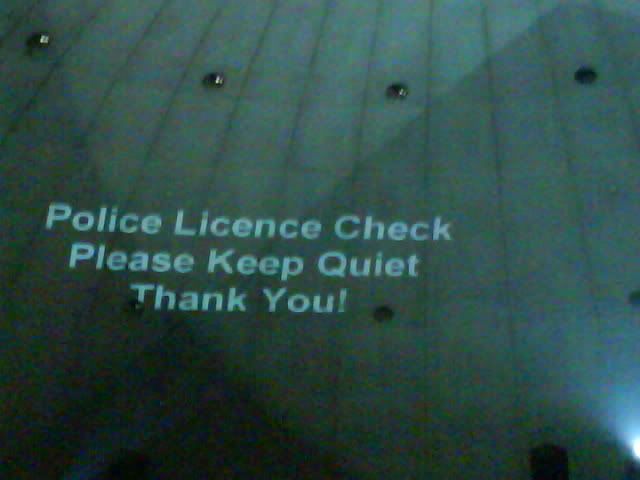 Police Licence Check
Please Keep Quiet
Thank You!